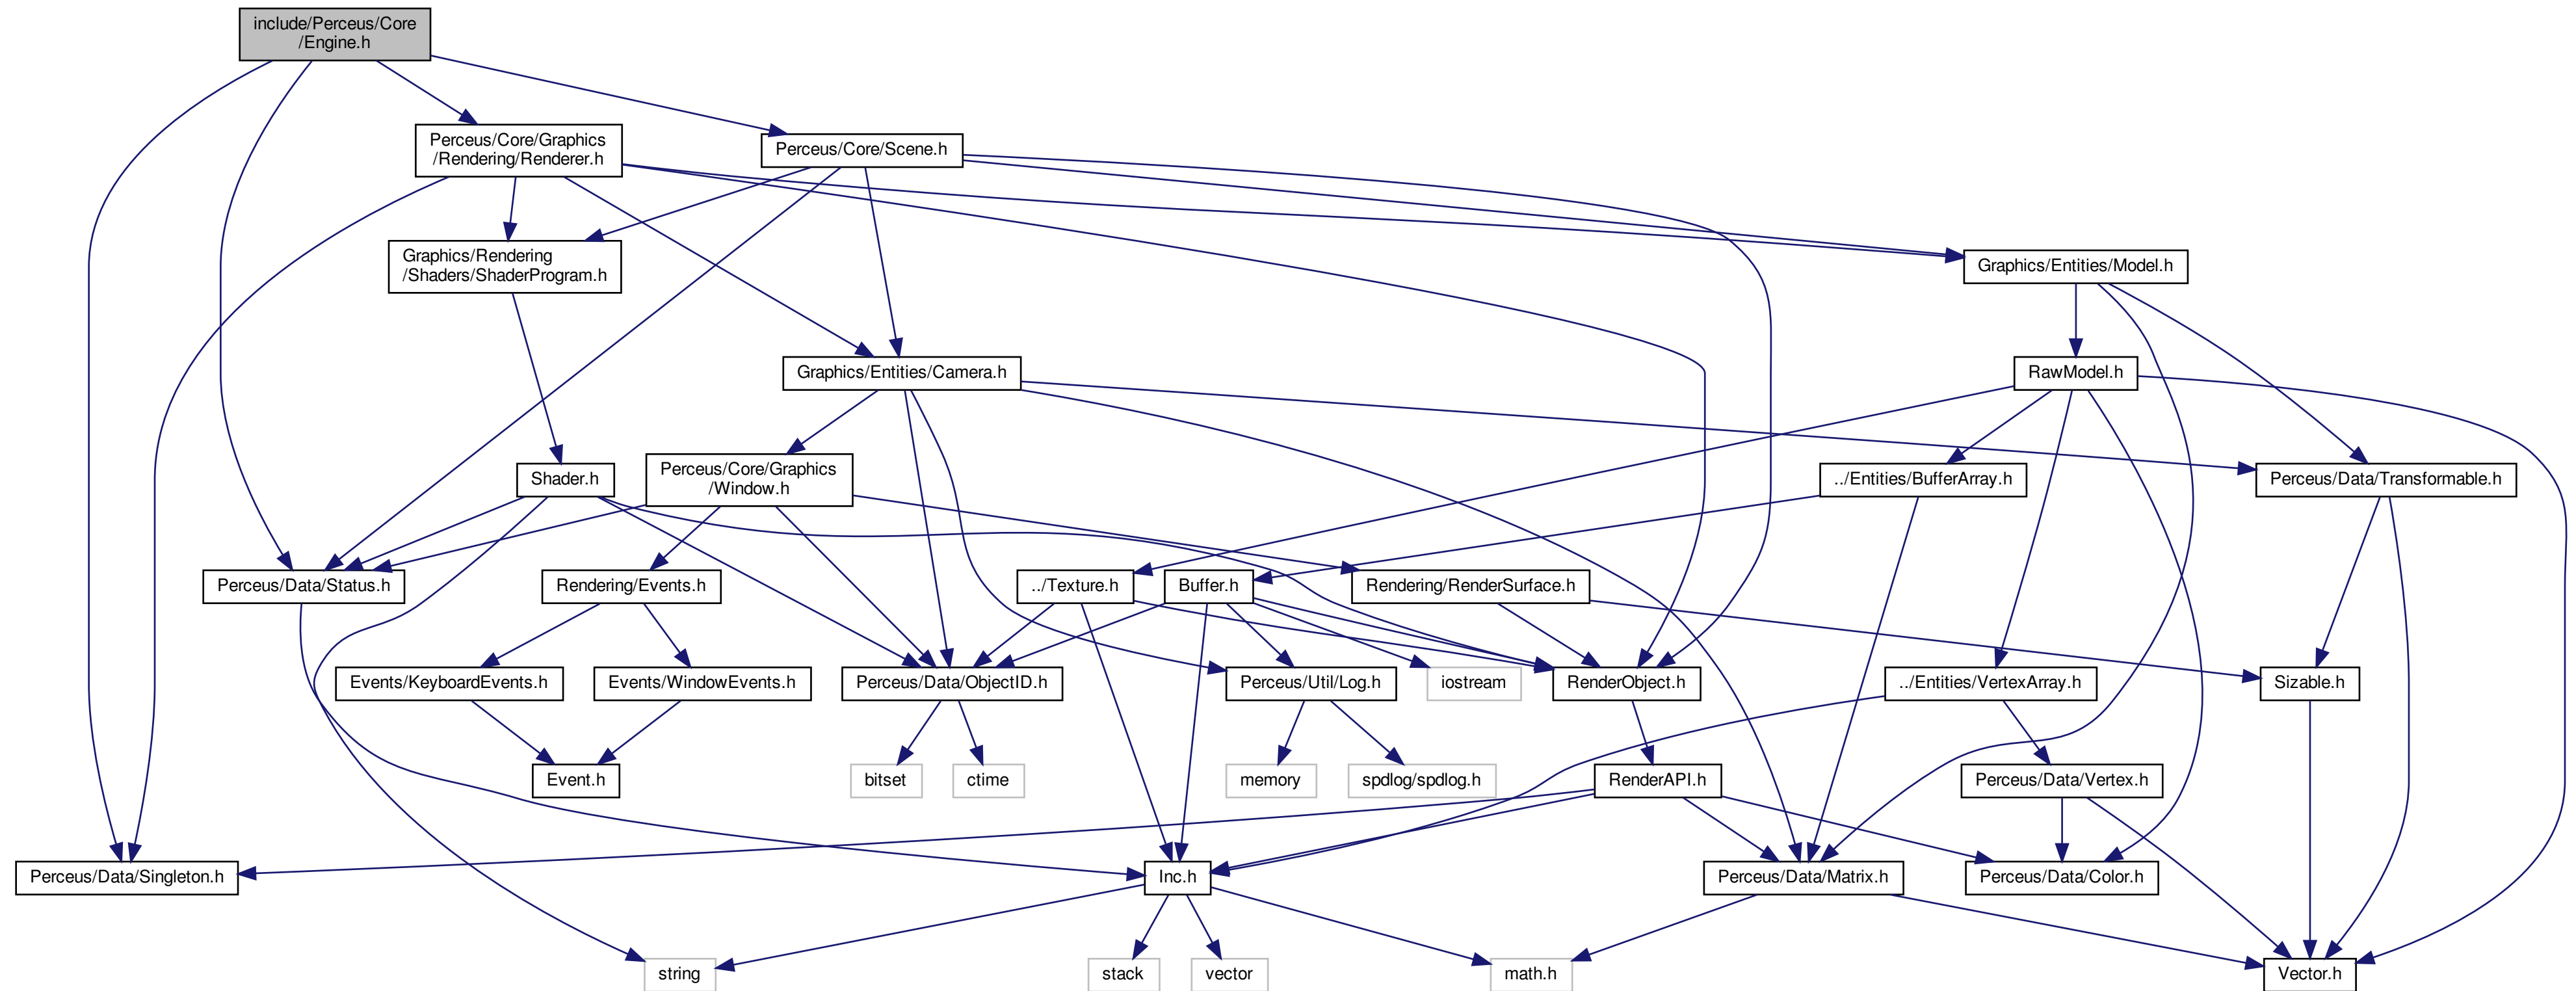 include/Perceus/Core
/Engine.h
Perceus/Core/Graphics
/Rendering/Renderer.h
Perceus/Core/Scene.h
Graphics/Rendering
/Shaders/ShaderProgram.h
Graphics/Entities/Model.h
Graphics/Entities/Camera.h
RawModel.h
Shader.h
Perceus/Core/Graphics
/Window.h
../Entities/BufferArray.h
Perceus/Data/Transformable.h
Perceus/Data/Status.h
Rendering/Events.h
../Texture.h
Buffer.h
Rendering/RenderSurface.h
Events/KeyboardEvents.h
Events/WindowEvents.h
Perceus/Data/ObjectID.h
Perceus/Util/Log.h
iostream
RenderObject.h
../Entities/VertexArray.h
Sizable.h
Event.h
bitset
ctime
memory
spdlog/spdlog.h
RenderAPI.h
Perceus/Data/Vertex.h
Perceus/Data/Singleton.h
Inc.h
Perceus/Data/Matrix.h
Perceus/Data/Color.h
string
stack
vector
math.h
Vector.h